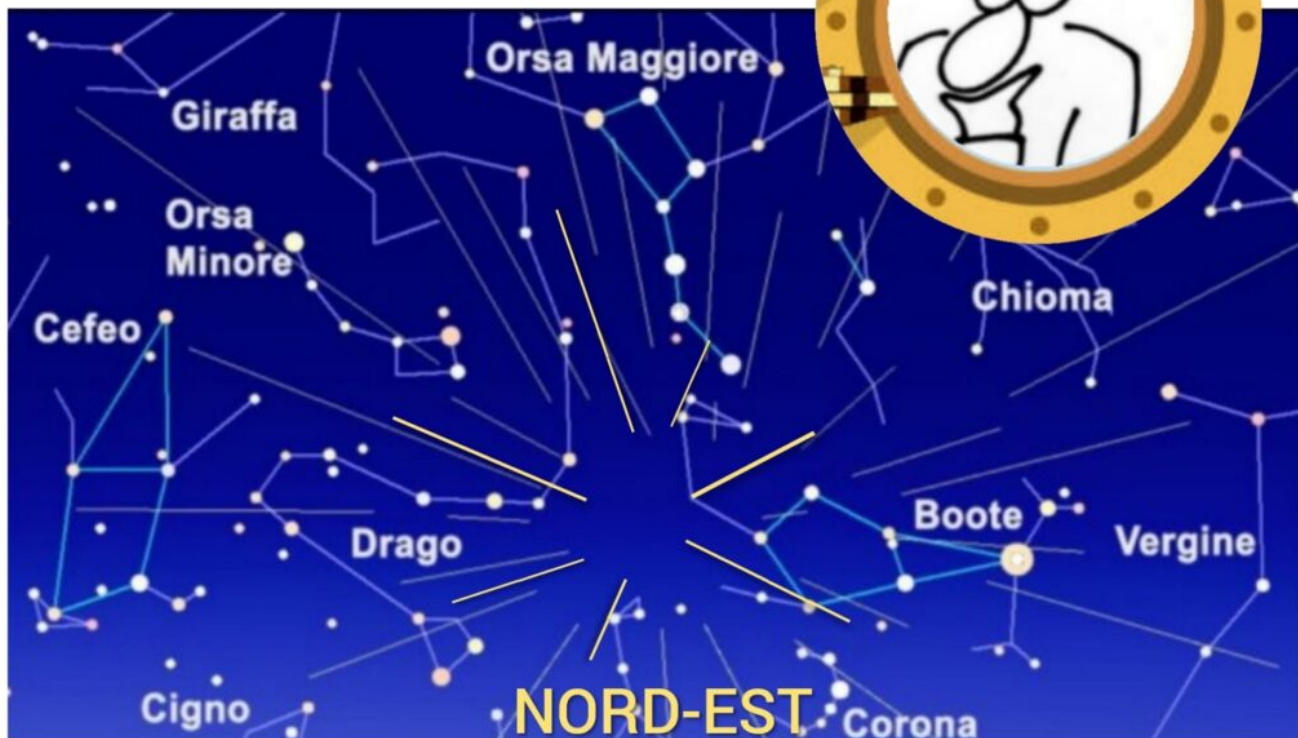 Orsa Maggiore
Giraffa
Orsa
Minore
Cefeo
Chioma
Boote
Vergine
Drago
Cigno
NORD-EST
Corona